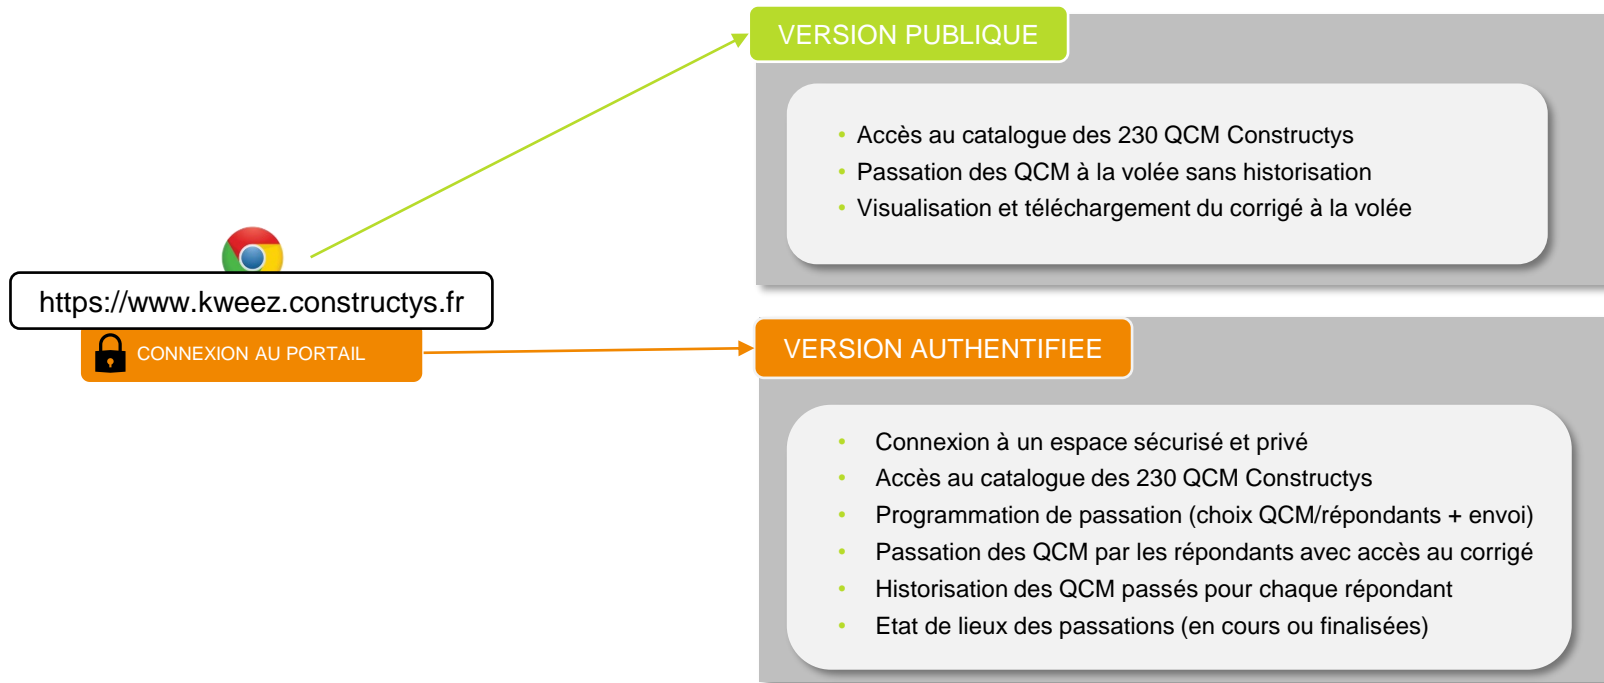 VERSION PUBLIQUE
• Accès au catalogue des 230 QCM Constructys
• Passation des QCM à la volée sans historisation
• Visualisation et téléchargement du corrigé à la volée
https://www.kweez.constructys.fr
CONNEXION AU PORTAIL
VERSION AUTHENTIFIEE
• Connexion à un espace sécurisé et privé
• Accès au catalogue des 230 QCM Constructys
• Programmation de passation (choix QCM/répondants + envoi)
• Passation des QCM par les répondants avec accès au corrigé
• Historisation des QCM passés pour chaque répondant
• Etat de lieux des passations (en cours ou finalisées)